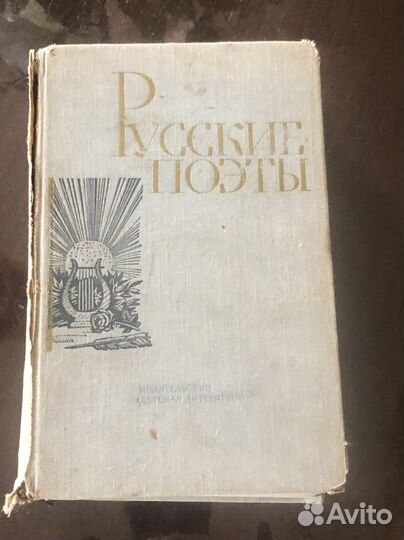 Русские
поэты
Издательство
«Детская литература»
Avito